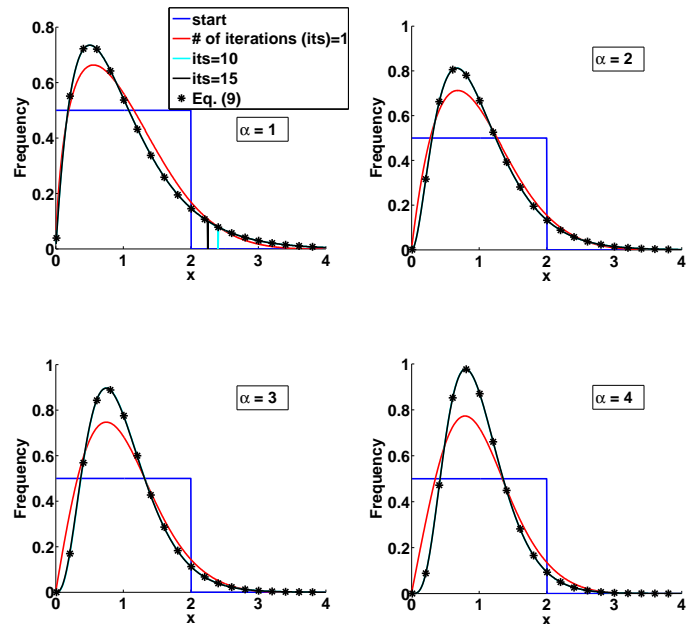 start
# of iterations (its)=1
its=10
its=15
Eq. (9)
α = 1
Frequency
0.8
0.6
0.4
0.2
0
0 1 2 3 4
x
α = 2
Frequency
1
0.8
0.6
0.4
0.2
0
0 1 2 3 4
x
α = 3
Frequency
1
0.8
0.6
0.4
0.2
0
0 1 2 3 4
x
α = 4
Frequency
1
0.8
0.6
0.4
0.2
0
0 1 2 3 4
x